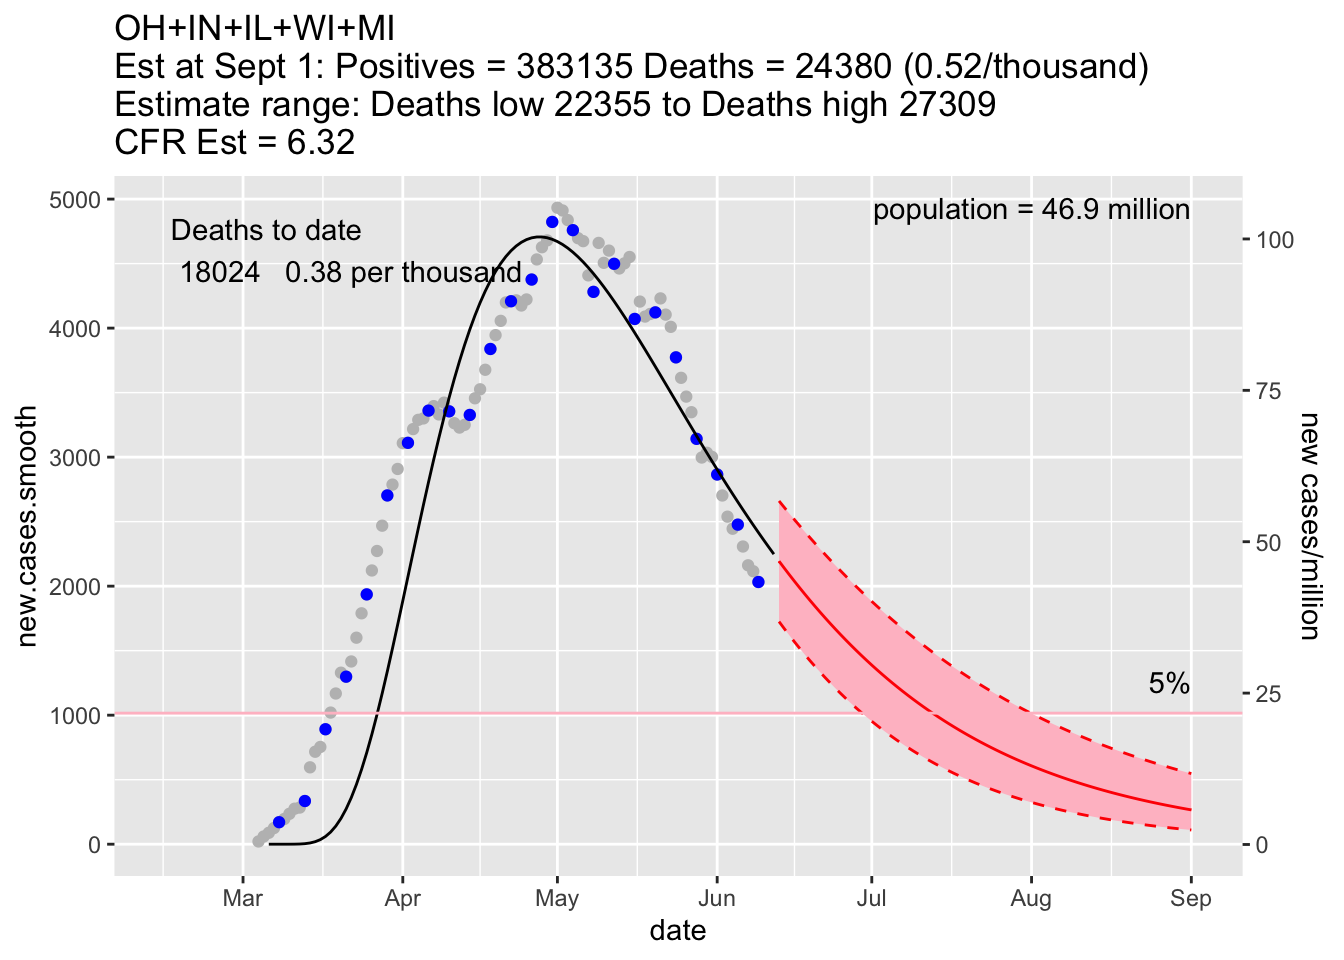 OH+IN+IL+WI+MI
Est at Sept 1: Positives = 383135 Deaths = 24380 (0.52/thousand)
Estimate range: Deaths low 22355 to Deaths high 27309
CFR Est = 6.32
Deaths to date
18024 0.38 per thousand
population = 46.9 million
5%
new.cases.smooth
5000
4000
3000
2000
1000
0
100
75
50
25
0
new cases/million
Mar Apr May Jun Jul Aug Sep
date